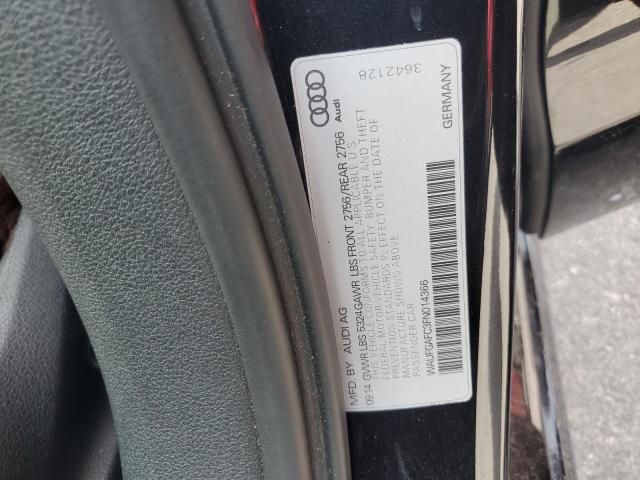 MFD. BY AUDI AG
09 14 GVWR LBS 5324 GAWR LBS FRONT 2756/REAR 2756
THIS VEHICLE CONFORMS TO ALL APPLICABLE U.S.
FEDERAL MOTOR VEHICLE SAFETY, BUMPER AND THEFT
PREVENTION STANDARDS IN EFFECT ON THE DATE OF
MANUFACTURE SHOWN ABOVE
PASSENGER CAR
WAUFGAFC3FN014366
GERMANY
Audi
3642128